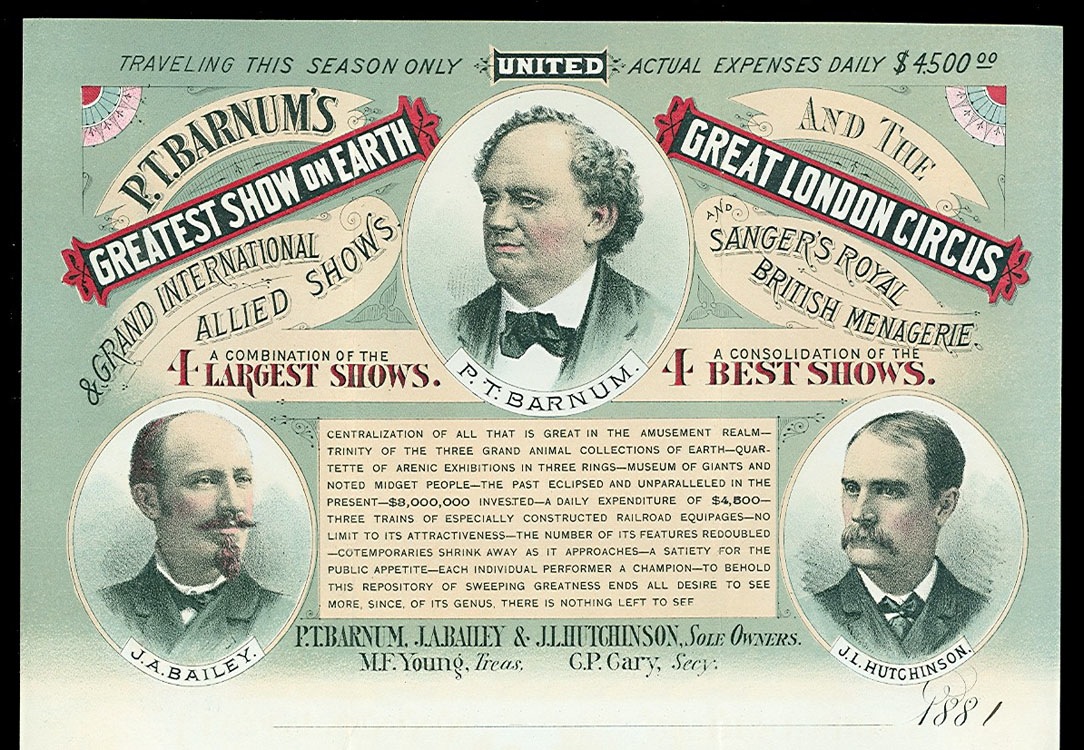 TRAVELING THIS SEASON ONLY UNITED ACTUAL EXPENSES DAILY $4500 00
P.T. BARNUM'S
GREATEST SHOW ON EARTH
& GRAND INTERNATIONAL
ALLIED SHOWS.
AND THE
GREAT LONDON CIRCUS
AND
SANGER'S ROYAL
BRITISH MENAGERIE.
A COMBINATION OF THE
4 LARGEST SHOWS.
P. T. BARNUM.
A CONSOLIDATION OF THE
4 BEST SHOWS.
CENTRALIZATION OF ALL THAT IS GREAT IN THE AMUSEMENT REALM—
TRINITY OF THE THREE GRAND ANIMAL COLLECTIONS OF EARTH—QUAR-
TETTE OF ARENIC EXHIBITIONS IN THREE RINGS—MUSEUM OF GIANTS AND
NOTED MIDGET PEOPLE—THE PAST ECLIPSED AND UNPARALLELED IN THE
PRESENT—$3,000,000 INVESTED—A DAILY EXPENDITURE OF $4,500—
THREE TRAINS OF ESPECIALLY CONSTRUCTED RAILROAD EQUIPAGES—NO
LIMIT TO ITS ATTRACTIVENESS—THE NUMBER OF ITS FEATURES REDOUBLED
—COTEMPORARIES SHRINK AWAY AS IT APPROACHES—A SATIETY FOR THE
PUBLIC APPETITE—EACH INDIVIDUAL PERFORMER A CHAMPION—TO BEHOLD
THIS REPOSITORY OF SWEEPING GREATNESS ENDS ALL DESIRE TO SEE
MORE, SINCE, OF ITS GENUS, THERE IS NOTHING LEFT TO SEE
J.A. BAILEY.
J.L. HUTCHINSON.
P.T. BARNUM, J.A. BAILEY & J.L. HUTCHINSON, Sole Owners.
M.F. Young, Treas. C.P. Cary, Secy.
1881